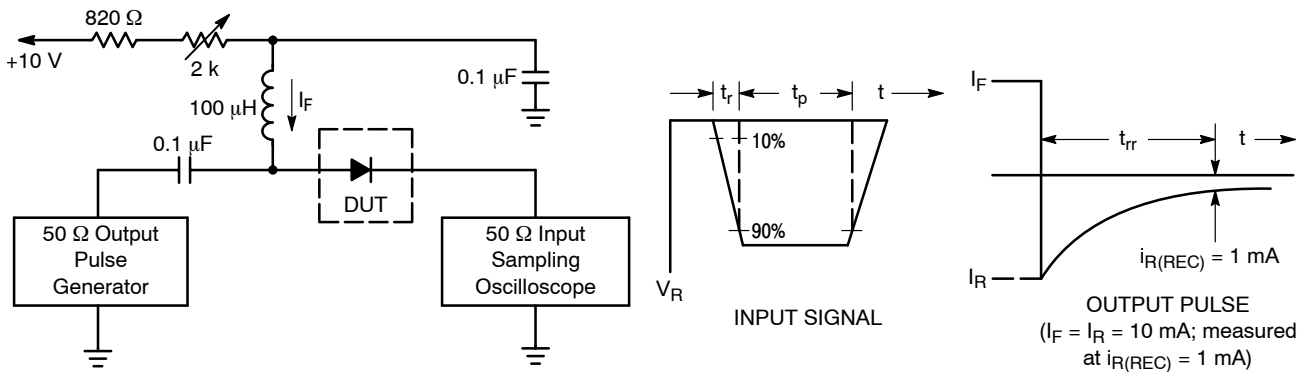 820 Ω
+10 V
2 k
100 μH
I_F
0.1 μF
0.1 μF
DUT
50 Ω Output
Pulse
Generator
50 Ω Input
Sampling
Oscilloscope
t_r
t_p
t
10%
90%
V_R
INPUT SIGNAL
I_F
t_rr
t
I_R
i_R(REC) = 1 mA
OUTPUT PULSE
(I_F = I_R = 10 mA; measured
at i_R(REC) = 1 mA)